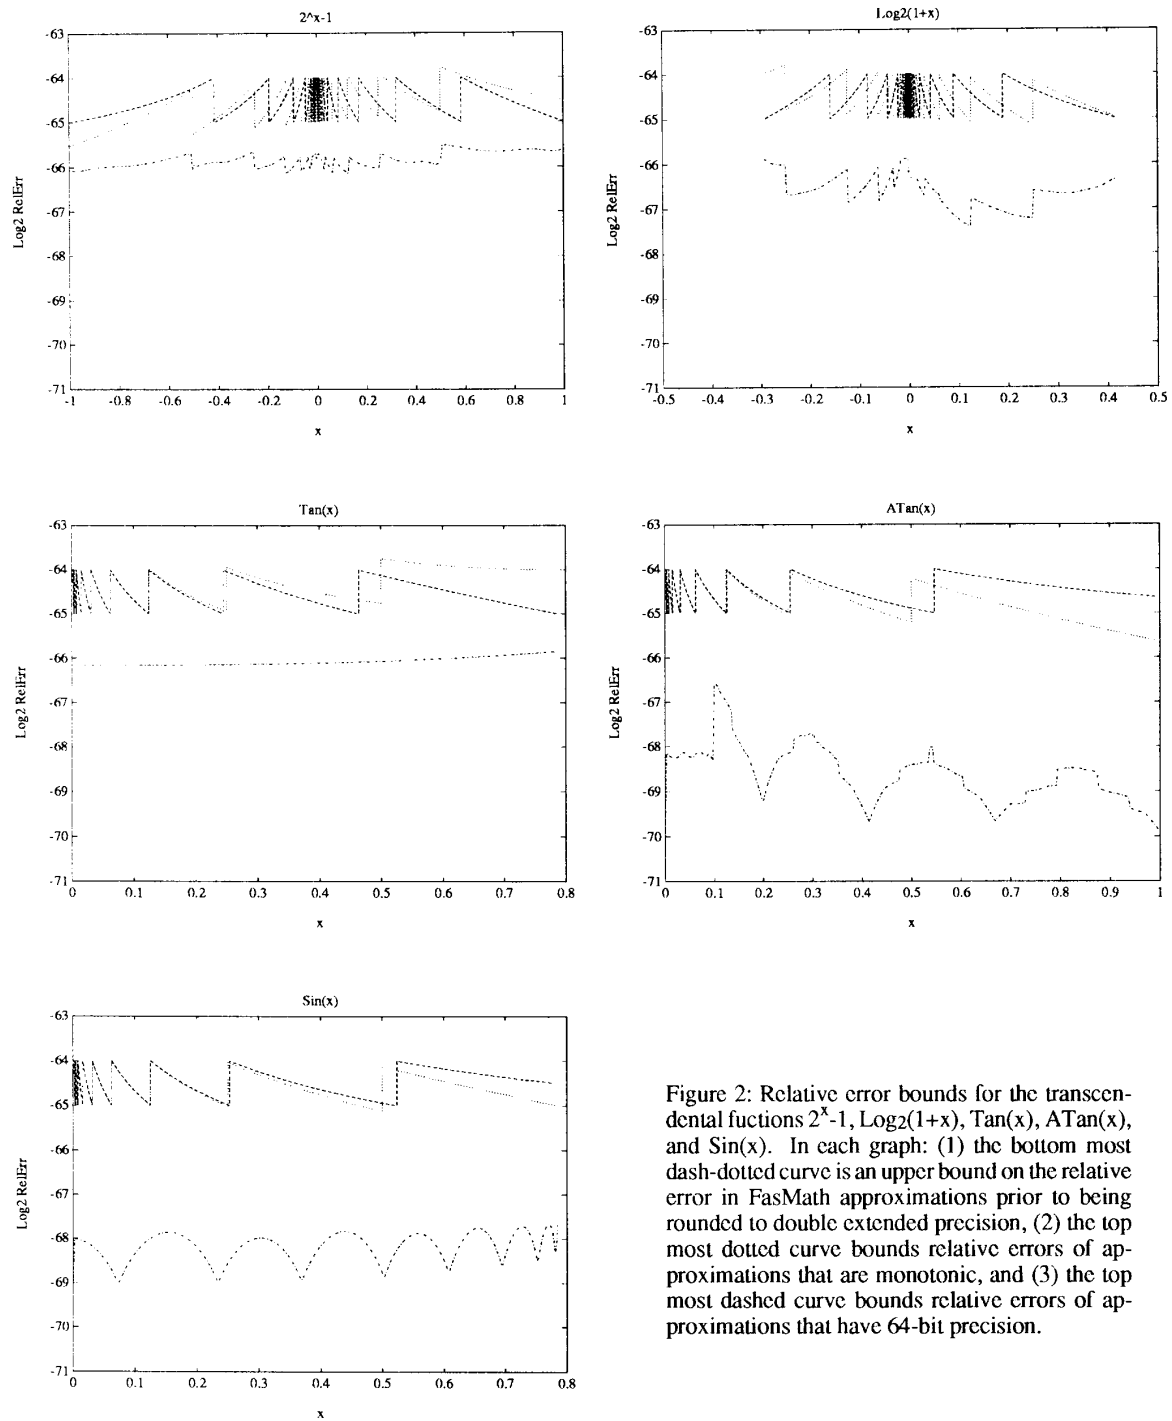 2^x-1
-63
-64
-65
-66
-67
-68
-69
-70
-71
Log2 RelErr
-1 -0.8 -0.6 -0.4 -0.2 0 0.2 0.4 0.6 0.8 1
x
Log2(1+x)
-63
-64
-65
-66
-67
-68
-69
-70
-71
Log2 RelErr
-0.5 -0.4 -0.3 -0.2 -0.1 0 0.1 0.2 0.3 0.4 0.5
x
Tan(x)
-63
-64
-65
-66
-67
-68
-69
-70
-71
Log2 RelErr
0 0.1 0.2 0.3 0.4 0.5 0.6 0.7 0.8
x
ATan(x)
-63
-64
-65
-66
-67
-68
-69
-70
-71
Log2 RelErr
0 0.1 0.2 0.3 0.4 0.5 0.6 0.7 0.8 0.9 1
x
Sin(x)
-63
-64
-65
-66
-67
-68
-69
-70
-71
Log2 RelErr
0 0.1 0.2 0.3 0.4 0.5 0.6 0.7 0.8
x
Figure 2: Relative error bounds for the transcen-
dental fuctions 2^x-1, Log2(1+x), Tan(x), ATan(x),
and Sin(x). In each graph: (1) the bottom most
dash-dotted curve is an upper bound on the relative
error in FasMath approximations prior to being
rounded to double extended precision, (2) the top
most dotted curve bounds relative errors of ap-
proximations that are monotonic, and (3) the top
most dashed curve bounds relative errors of ap-
proximations that have 64-bit precision.